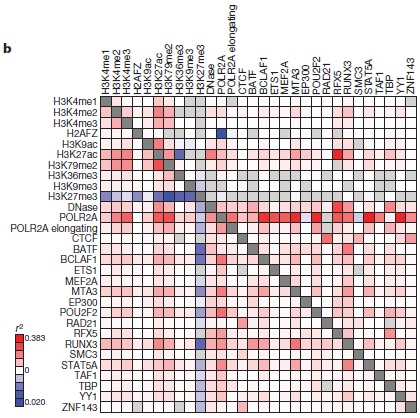 b
H3K4me1
H3K4me2
H3K4me3
H2AFZ
H3K9ac
H3K27ac
H3K79me2
H3K36me3
H3K9me3
H3K27me3
DNase
POLR2A
POLR2A elongating
CTCF
BATF
BCLAF1
ETS1
MEF2A
MTA3
EP300
POU2F2
RAD21
RFX5
RUNX3
SMC3
STAT5A
TAF1
TBP
YY1
ZNF143
H3K4me1
H3K4me2
H3K4me3
H2AFZ
H3K9ac
H3K27ac
H3K79me2
H3K36me3
H3K9me3
H3K27me3
DNase
POLR2A
POLR2A elongating
CTCF
BATF
BCLAF1
ETS1
MEF2A
MTA3
EP300
POU2F2
RAD21
RFX5
RUNX3
SMC3
STAT5A
TAF1
TBP
YY1
ZNF143
r²
0.383
0
0.020